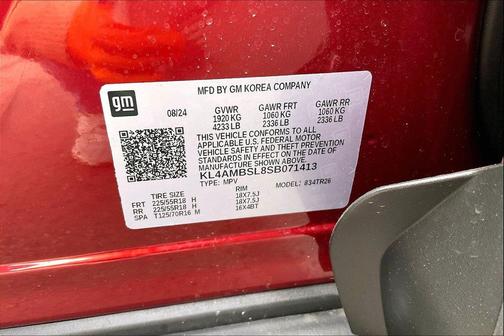 gm
MFD BY GM KOREA COMPANY
08/24 GVWR GAWR FRT GAWR RR
1920 KG 1060 KG 1060 KG
4233 LB 2336 LB 2336 LB
THIS VEHICLE CONFORMS TO ALL
APPLICABLE U.S. FEDERAL MOTOR
VEHICLE SAFETY AND THEFT PREVENTION
STANDARDS IN EFFECT ON THE DATE OF
MANUFACTURE SHOWN ABOVE.
KL4AMBSL8SB071413
TYPE: MPV MODEL: 834TR26
TIRE SIZE RIM
FRT 225/55R18 H 18X7.5J
RR 225/55R18 H 18X7.5J
SPA T125/70R16 M 16X4BT